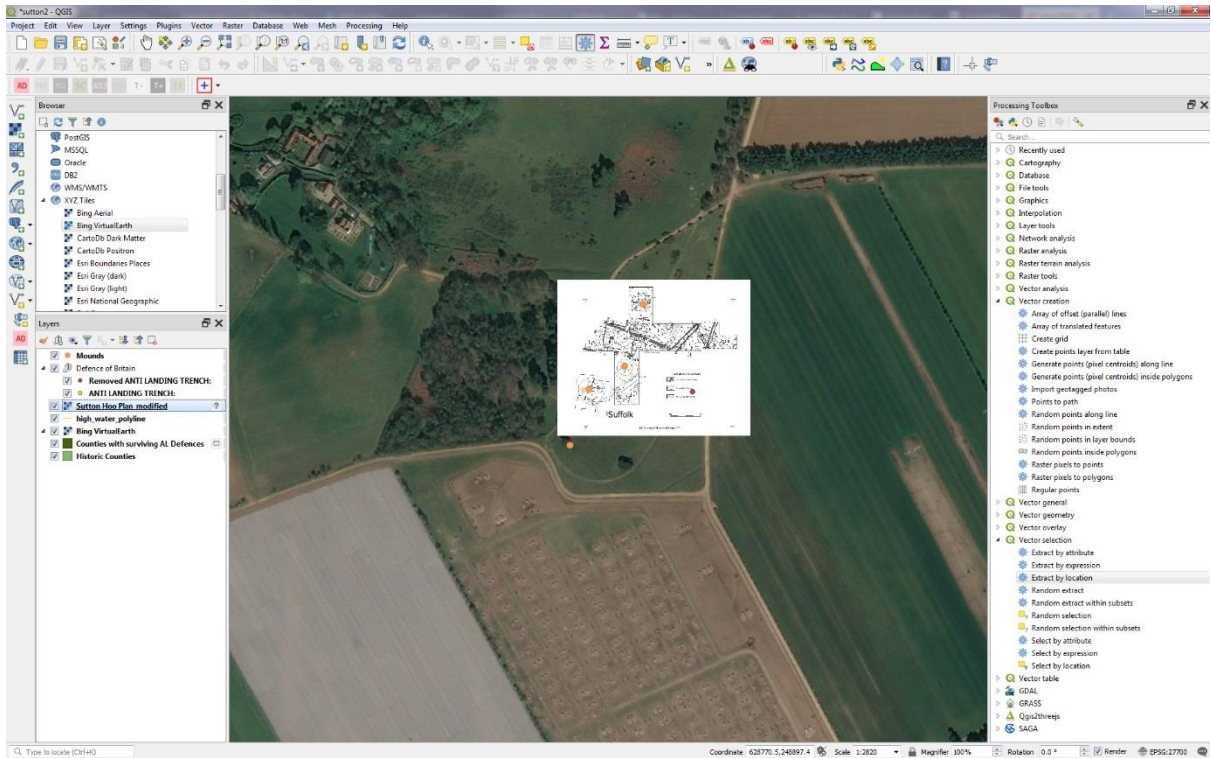 *sutton2 - QGIS
Project Edit View Layer Settings Plugins Vector Raster Database Web Mesh Processing Help
Browser
PostGIS
MSSQL
Oracle
DB2
WMS/WMTS
XYZ Tiles
Bing Aerial
Bing VirtualEarth
CartoDb Dark Matter
CartoDb Positron
Esri Boundaries Places
Esri Gray (dark)
Esri Gray (light)
Esri National Geographic
Layers
Mounds
Defence of Britain
Removed ANTI LANDING TRENCH:
ANTI LANDING TRENCH:
Sutton Hoo Plan_modified ?
high_water_polyline
Bing VirtualEarth
Counties with surviving AL Defences
Historic Counties
Suffolk
Processing Toolbox
Search...
Recently used
Cartography
Database
File tools
Graphics
Interpolation
Layer tools
Network analysis
Raster analysis
Raster terrain analysis
Raster tools
Vector analysis
Vector creation
Array of offset (parallel) lines
Array of translated features
Create grid
Create points layer from table
Generate points (pixel centroids) along line
Generate points (pixel centroids) inside polygons
Import geotagged photos
Points to path
Random points along line
Random points in extent
Random points in layer bounds
Random points inside polygons
Raster pixels to points
Raster pixels to polygons
Regular points
Vector general
Vector geometry
Vector overlay
Vector selection
Extract by attribute
Extract by expression
Extract by location
Random extract
Random extract within subsets
Random selection
Random selection within subsets
Select by attribute
Select by expression
Select by location
Vector table
GDAL
GRASS
Qgis2threejs
SAGA
Type to locate (Ctrl+K)
Coordinate 628770.5,248897.4 Scale 1:2820 Magnifier 100% Rotation 0.0 ° Render EPSG:27700